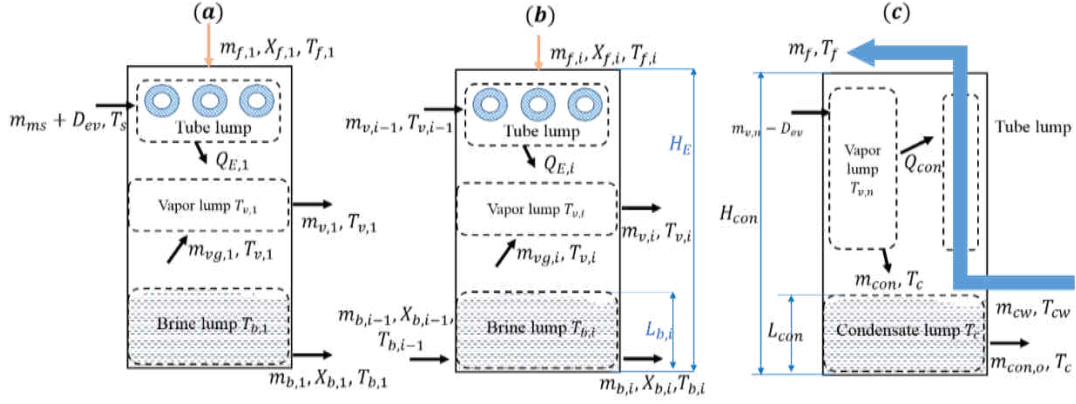 (a)
m_{f,1}, X_{f,1}, T_{f,1}
m_{ms} + D_{ev}, T_s
Tube lump
Q_{E,1}
Vapor lump T_{v,1}
m_{v,1}, T_{v,1}
m_{vg,1}, T_{v,1}
Brine lump T_{b,1}
m_{b,1}, X_{b,1}, T_{b,1}
(b)
m_{f,i}, X_{f,i}, T_{f,i}
m_{v,i-1}, T_{v,i-1}
Tube lump
H_E
Q_{E,i}
Vapor lump T_{v,i}
m_{v,i}, T_{v,i}
m_{vg,i}, T_{v,i}
m_{b,i-1}, X_{b,i-1},
T_{b,i-1}
Brine lump T_{b,i}
L_{b,i}
m_{b,i}, X_{b,i}, T_{b,i}
(c)
m_f, T_f
m_{v,n} - D_{ev}
Tube lump
Vapor
lump
T_{v,n}
Q_{con}
H_{con}
m_{con}, T_c
m_{cw}, T_{cw}
L_{con}
Condensate lump T_c
m_{con,o}, T_c